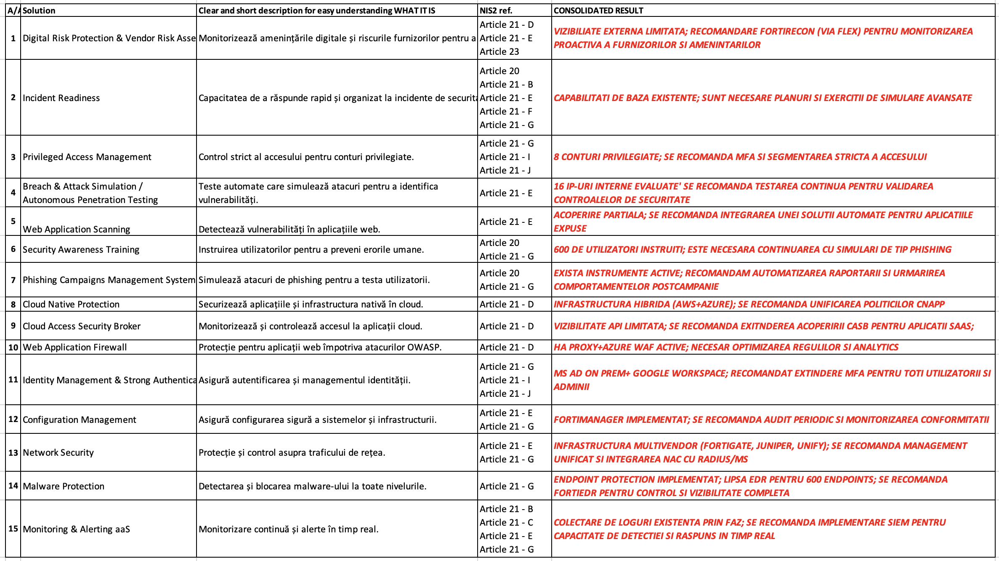 A/A Solution Clear and short description for easy understanding WHAT IT IS NIS2 ref. CONSOLIDATED RESULT
1 Digital Risk Protection & Vendor Risk Asse Monitorizează amenințările digitale și riscurile furnizorilor pentru a
Article 21 - D
Article 21 - E
Article 23
VIZIBILIATE EXTERNA LIMITATA; RECOMANDARE FORTIRECON (VIA FLEX) PENTRU MONITORIZAREA
PROACTIVA A FURNIZORILOR SI AMENINTARILOR
2 Incident Readiness Capacitatea de a răspunde rapid și organizat la incidente de securita
Article 20
Article 21 - B
Article 21 - E
Article 21 - F
Article 21 - G
CAPABILITATI DE BAZA EXISTENTE; SUNT NECESARE PLANURI SI EXERCITII DE SIMULARE AVANSATE
3 Privileged Access Management Control strict al accesului pentru conturi privilegiate.
Article 21 - G
Article 21 - I
Article 21 - J
8 CONTURI PRIVILEGIATE; SE RECOMANDA MFA SI SEGMENTAREA STRICTA A ACCESULUI
4 Breach & Attack Simulation /
Autonomous Penetration Testing
Teste automate care simulează atacuri pentru a identifica
vulnerabilități.
Article 21 - E
16 IP-URI INTERNE EVALUATE' SE RECOMANDA TESTAREA CONTINUA PENTRU VALIDAREA
CONTROALELOR DE SECURITATE
5 Web Application Scanning Detectează vulnerabilități în aplicațiile web.
Article 21 - E
ACOPERIRE PARTIALA; SE RECOMANDA INTEGRAREA UNEI SOLUTII AUTOMATE PENTRU APLICATIILE
EXPUSE
6 Security Awareness Training Instruirea utilizatorilor pentru a preveni erorile umane.
Article 20
Article 21 - G
600 DE UTILIZATORI INSTRUITI; ESTE NECESARA CONTINUAREA CU SIMULARI DE TIP PHISHING
7 Phishing Campaigns Management System Simulează atacuri de phishing pentru a testa utilizatorii.
Article 20
Article 21 - G
EXISTA INSTRUMENTE ACTIVE; RECOMANDAM AUTOMATIZAREA RAPORTARII SI URMARIREA
COMPORTAMENTELOR POSTCAMPANIE
8 Cloud Native Protection Securizează aplicațiile și infrastructura nativă în cloud. Article 21 - D INFRASTRUCTURA HIBRIDA (AWS+AZURE); SE RECOMANDA UNIFICAREA POLITICILOR CNAPP
9 Cloud Access Security Broker Monitorizează și controlează accesul la aplicații cloud. Article 21 - D VIZIBILITATE API LIMITATA; SE RECOMANDA EXITNDEREA ACOPERIRII CASB PENTRU APLICATII SAAS;
10 Web Application Firewall Protecție pentru aplicații web împotriva atacurilor OWASP. Article 21 - D HA PROXY+AZURE WAF ACTIVE; NECESAR OPTIMIZAREA REGULILOR SI ANALYTICS
11 Identity Management & Strong Authentica Asigură autentificarea și managementul identității.
Article 21 - G
Article 21 - I
Article 21 - J
MS AD ON PREM+ GOOGLE WORKSPACE; RECOMANDAT EXTINDERE MFA PENTRU TOTI UTILIZATORII SI
ADMINII
12 Configuration Management Asigură configurarea sigură a sistemelor și infrastructurii.
Article 21 - E
Article 21 - G
FORTIMANAGER IMPLEMENTAT; SE RECOMANDA AUDIT PERIODIC SI MONITORIZAREA CONFORMITATII
13 Network Security Protecție și control asupra traficului de rețea.
Article 21 - E
Article 21 - G
INFRASTRUCTURA MULTIVENDOR (FORTIGATE, JUNIPER, UNIFY); SE RECOMANDA MANAGEMENT
UNIFICAT SI INTEGRAREA NAC CU RADIUS/MS
14 Malware Protection Detectarea și blocarea malware-ului la toate nivelurile.
Article 21 - G
ENDPOINT PROTECTION IMPLEMENTAT; LIPSA EDR PENTRU 600 ENDPOINTS; SE RECOMANDA
FORTIEDR PENTRU CONTROL SI VIZIBILITATE COMPLETA
15 Monitoring & Alerting aaS Monitorizare continuă și alerte în timp real.
Article 21 - B
Article 21 - C
Article 21 - E
Article 21 - G
COLECTARE DE LOGURI EXISTENTA PRIN FAZ; SE RECOMANDA IMPLEMENTARE SIEM PENTRU
CAPACITATE DE DETECTIEI SI RASPUNS IN TIMP REAL